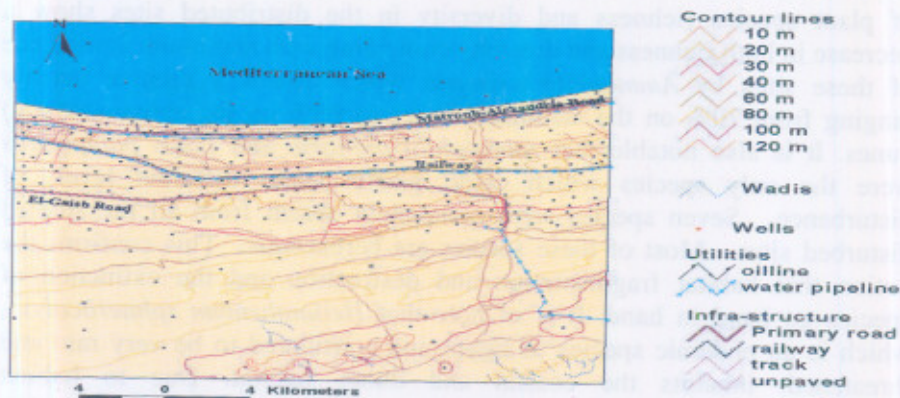 Mediterranean Sea
Matrouh-Alexandria Road
Railway
El-Gaish Road
4 0 4 Kilometers
Contour lines
10 m
20 m
30 m
40 m
60 m
80 m
100 m
120 m
Wadis
Wells
Utilities
oilline
water pipeline
Infra-structure
Primary road
railway
track
unpaved